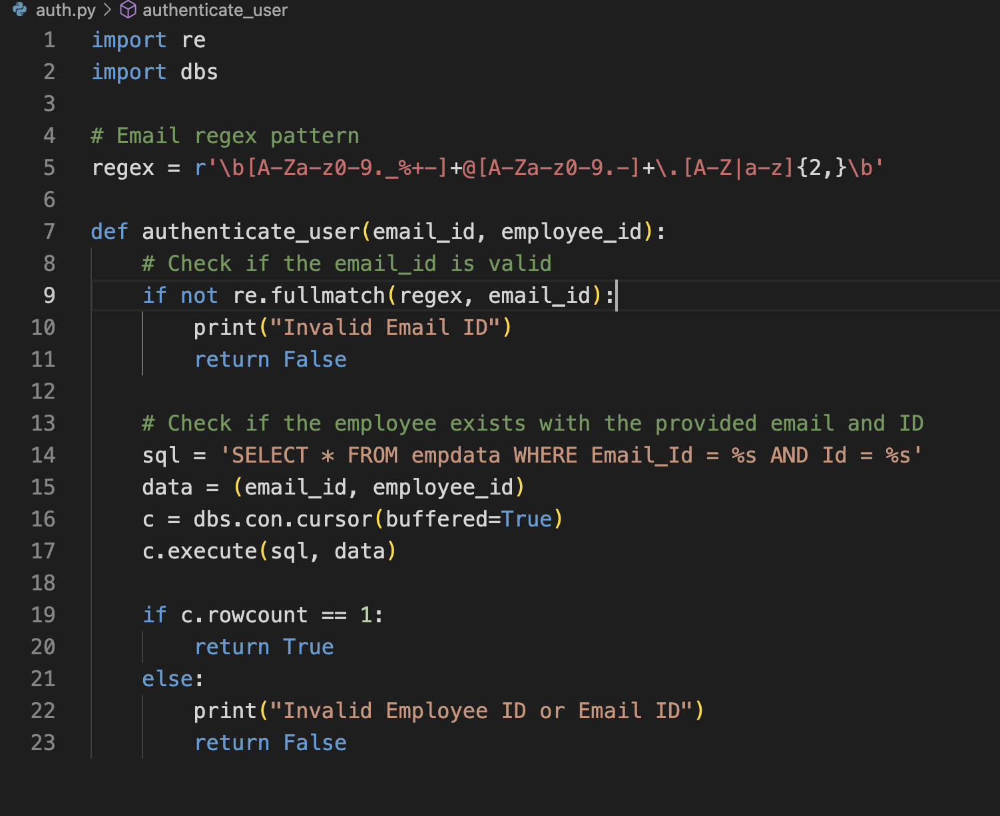 auth.py > authenticate_user
1 import re
2 import dbs
3
4 # Email regex pattern
5 regex = r'\b[A-Za-z0-9._%+-]+@[A-Za-z0-9.-]+\.[A-Z|a-z]{2,}\b'
6
7 def authenticate_user(email_id, employee_id):
8     # Check if the email_id is valid
9     if not re.fullmatch(regex, email_id):
10         print("Invalid Email ID")
11         return False
12
13     # Check if the employee exists with the provided email and ID
14     sql = 'SELECT * FROM empdata WHERE Email_Id = %s AND Id = %s'
15     data = (email_id, employee_id)
16     c = dbs.con.cursor(buffered=True)
17     c.execute(sql, data)
18
19     if c.rowcount == 1:
20         return True
21     else:
22         print("Invalid Employee ID or Email ID")
23         return False